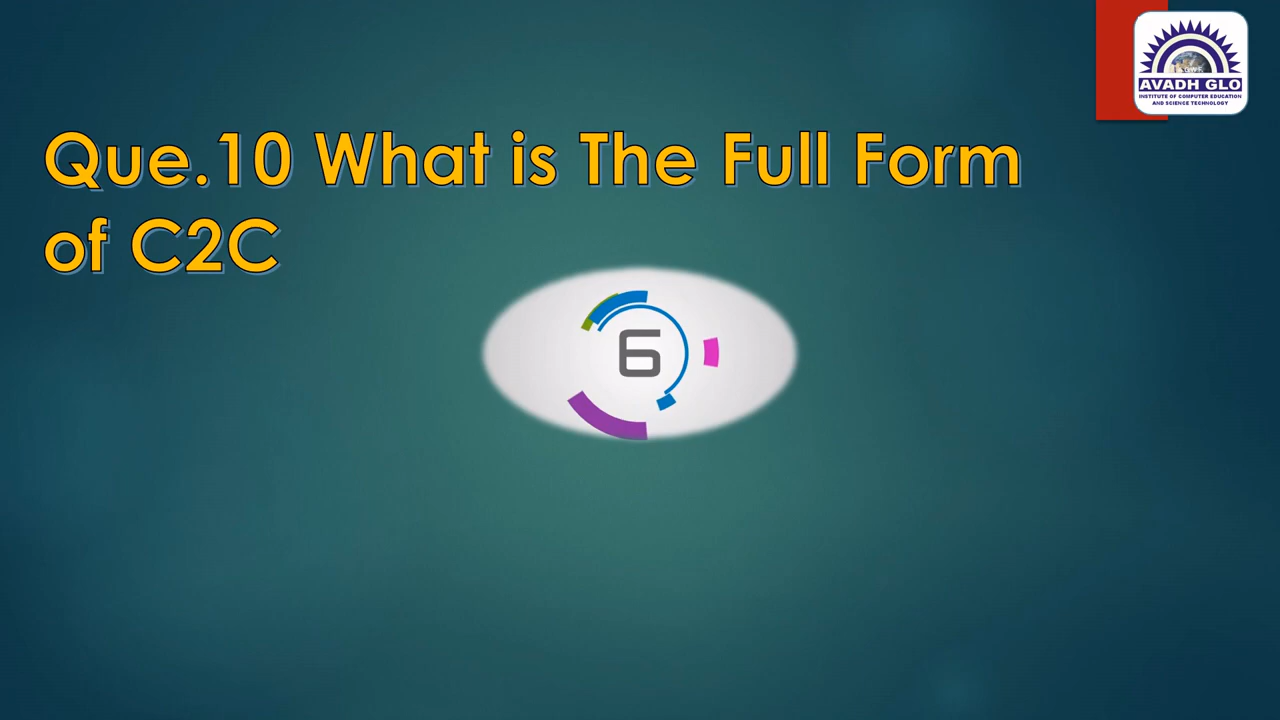 AVADH GLO
INSTITUTE OF COMPUTER EDUCATION
AND SCIENCE TECHNOLOGY
Que.10 What is The Full Form
of C2C
6